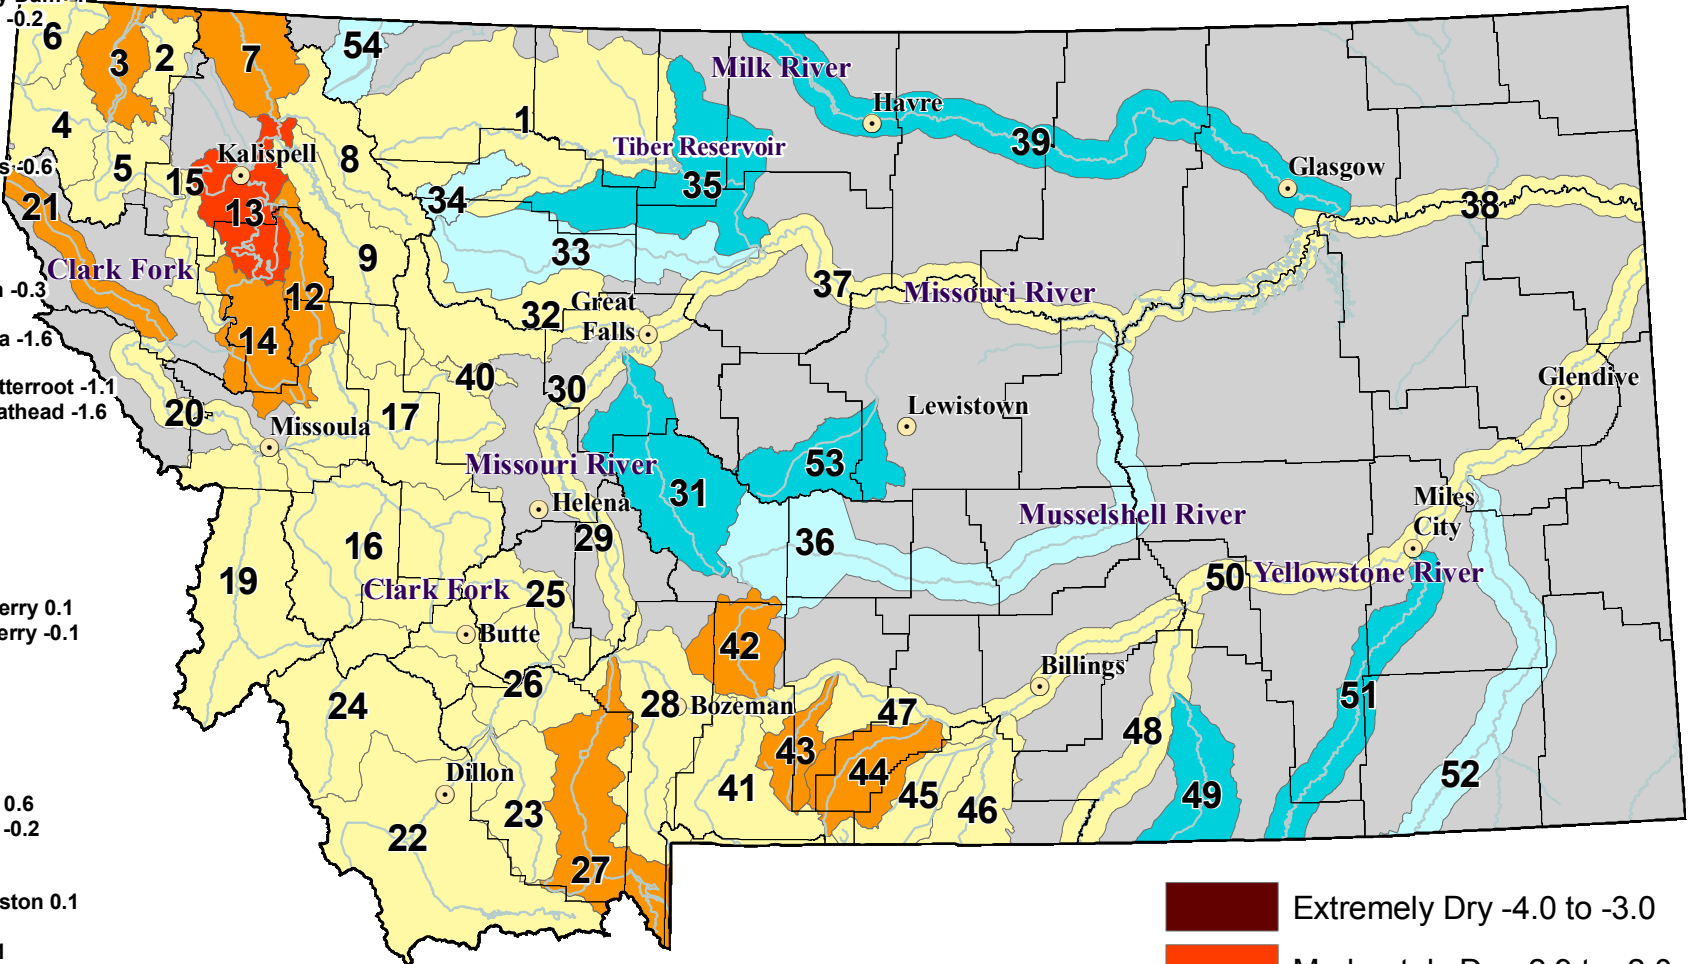 -0.2
6
3
2
7
54
Milk River
Havre
4
1
39
Kalispell
8
Tiber Reservoir
Glasgow
-0.6
5
15
35
34
38
21
13
Clark Fork
9
33
-0.3
12
37
Missouri River
32
Great
Falls
-1.6
14
Glendive
tterroot -1.1
40
30
athead -1.6
20
17
Lewistown
Missoula
Missouri River
53
31
Miles
City
Helena
Musselshell River
29
16
36
19
Clark Fork
25
50
Yellowstone River
erry 0.1
erry -0.1
Butte
42
Billings
26
24
28
Bozeman
47
51
43
48
Dillon
44
41
45
49
52
0.6
-0.2
23
46
22
27
ston 0.1
Extremely Dry -4.0 to -3.0